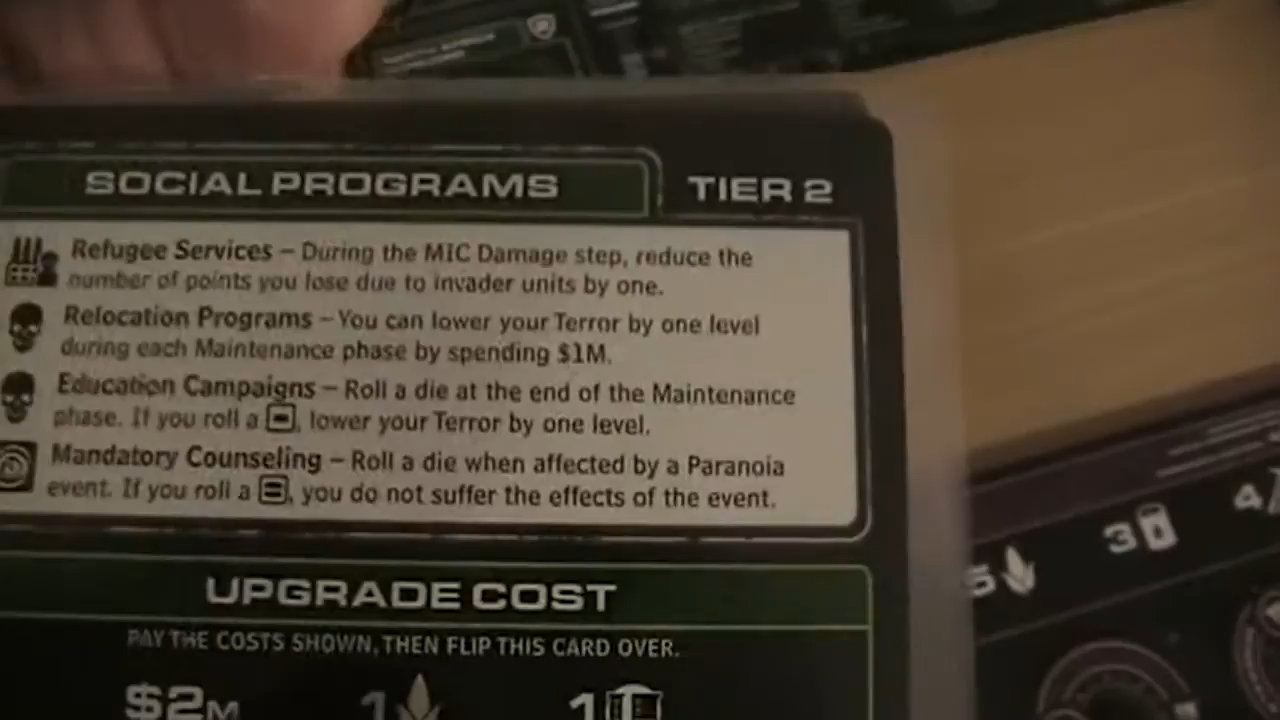 SOCIAL PROGRAMS
TIER 2
Refugee Services – During the MIC Damage step, reduce the
number of points you lose due to invader units by one.
Relocation Programs – You can lower your Terror by one level
during each Maintenance phase by spending $1M.
Education Campaigns – Roll a die at the end of the Maintenance
phase. If you roll a , lower your Terror by one level.
Mandatory Counseling – Roll a die when affected by a Paranoia
event. If you roll a , you do not suffer the effects of the event.
UPGRADE COST
PAY THE COSTS SHOWN, THEN FLIP THIS CARD OVER.
$2M 1 1
5 3 4